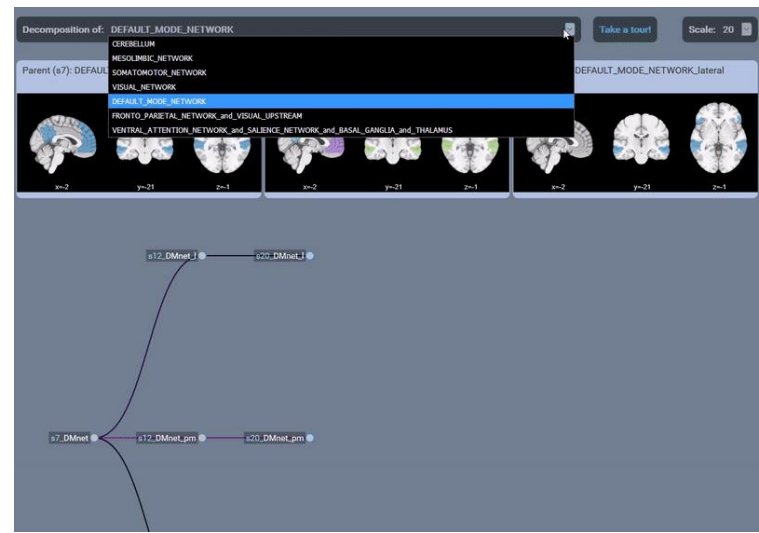 Decomposition of: DEFAULT_MODE_NETWORK
Take a tour!
Scale: 20
CEREBELLUM
MESOLIMBIC_NETWORK
SOMATOMOTOR_NETWORK
VISUAL_NETWORK
DEFAULT_MODE_NETWORK
FRONTO_PARIETAL_NETWORK_and_VISUAL_UPSTREAM
VENTRAL_ATTENTION_NETWORK_and_SALIENCE_NETWORK_and_BASAL_GANGLIA_and_THALAMUS
Parent (s7): DEFAUL
DEFAULT_MODE_NETWORK_lateral
x=-2 y=-21 z=-1
x=-2 y=-21 z=-1
x=-2 y=-21 z=-1
s12_DMnet_l s20_DMnet_l
s7_DMnet s12_DMnet_pm s20_DMnet_pm